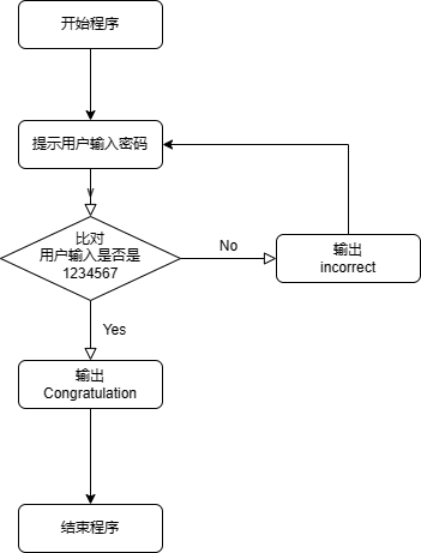 开始程序
提示用户输入密码
比对
用户输入是否是
1234567
No
输出
incorrect
Yes
输出
Congratulation
结束程序